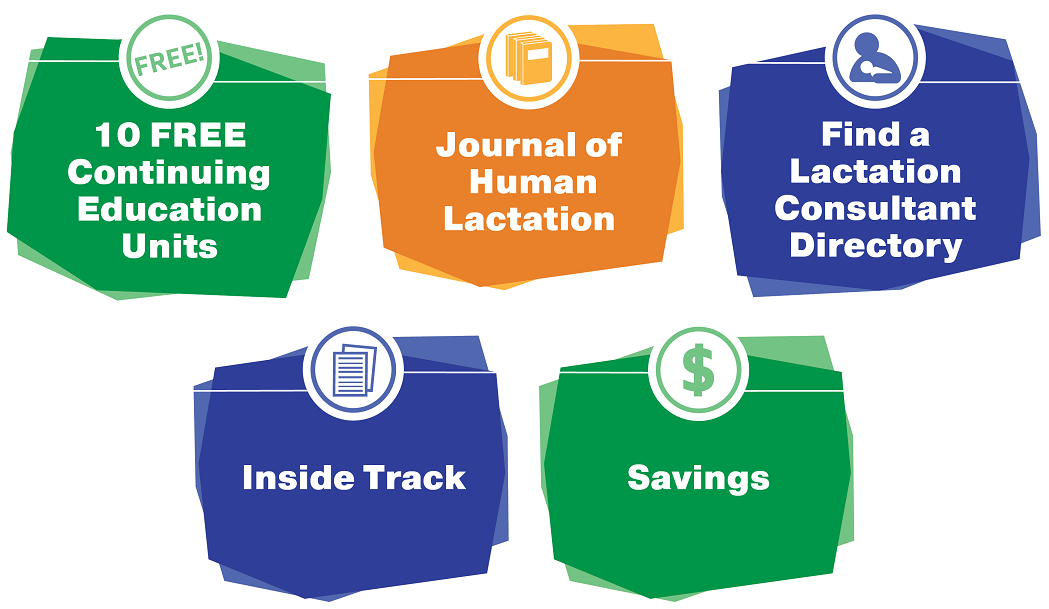 FREE!
10 FREE
Continuing
Education
Units
Journal of
Human
Lactation
Find a
Lactation
Consultant
Directory
Inside Track
$
Savings